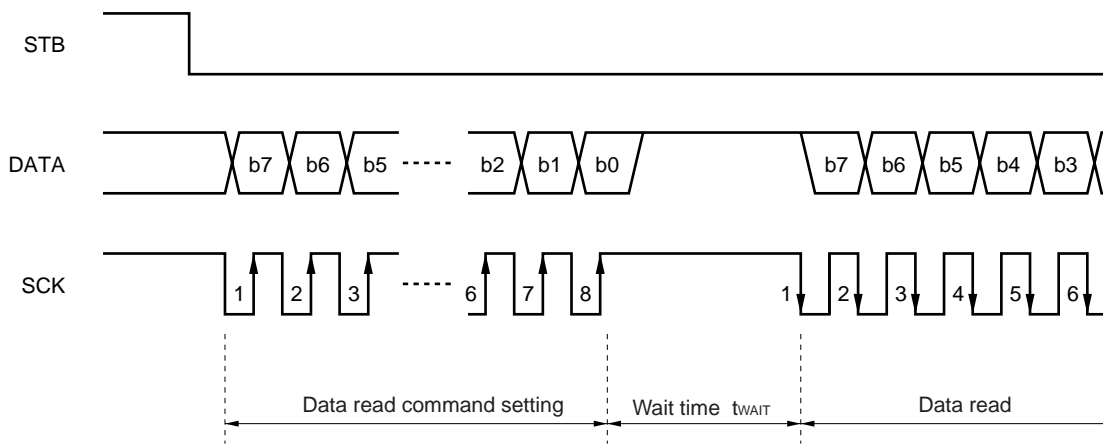 STB
DATA
b7 b6 b5 b2 b1 b0 b7 b6 b5 b4 b3
SCK
1 2 3 6 7 8 1 2 3 4 5 6
Data read command setting Wait time tWAIT Data read